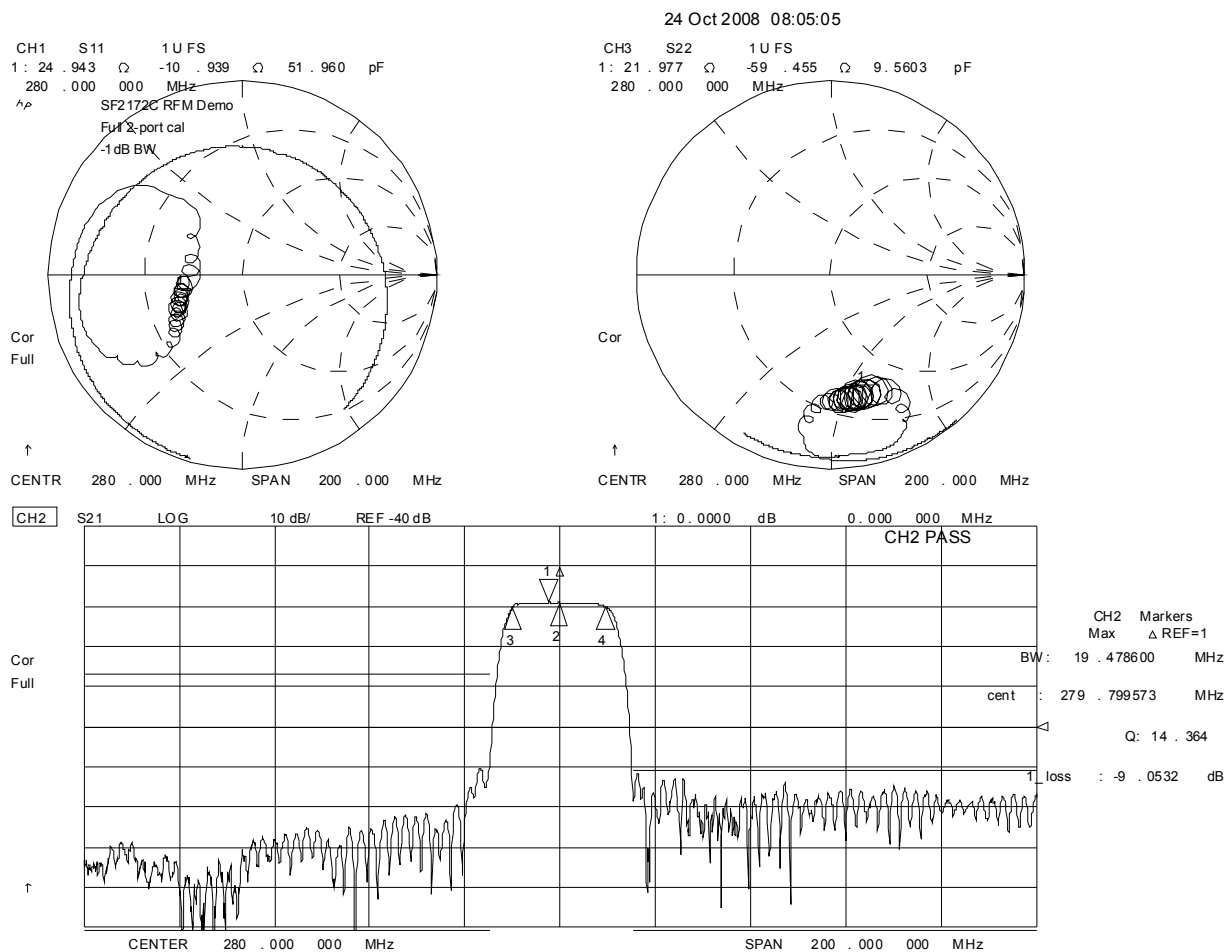 24 Oct 2008 08:05:05
CH1 S11 1 U FS
1: 24 .943 Ω -10 .939 Ω 51 .960 pF
280 .000 000 MHz
hp
SF2172C RFM Demo
Full 2-port cal
-1dB BW
Cor
Full
↑
CENTR 280 .000 MHz SPAN 200 .000 MHz
CH3 S22 1 U FS
1: 21 .977 Ω -59 .455 Ω 9.5603 pF
280 .000 000 MHz
1
Cor
↑
CENTR 280 .000 MHz SPAN 200 .000 MHz
CH2 S21 LOG 10 dB/ REF -40 dB 1: 0.0000 dB 0.000 000 MHz
CH2 PASS
1
3 2 4
Cor
Full
↑
CH2 Markers
Max Δ REF=1
BW: 19 .478600 MHz
cent : 279 .799573 MHz
Q: 14 .364
1_loss : -9 .0532 dB
CENTER 280 .000 000 MHz SPAN 200 .000 000 MHz